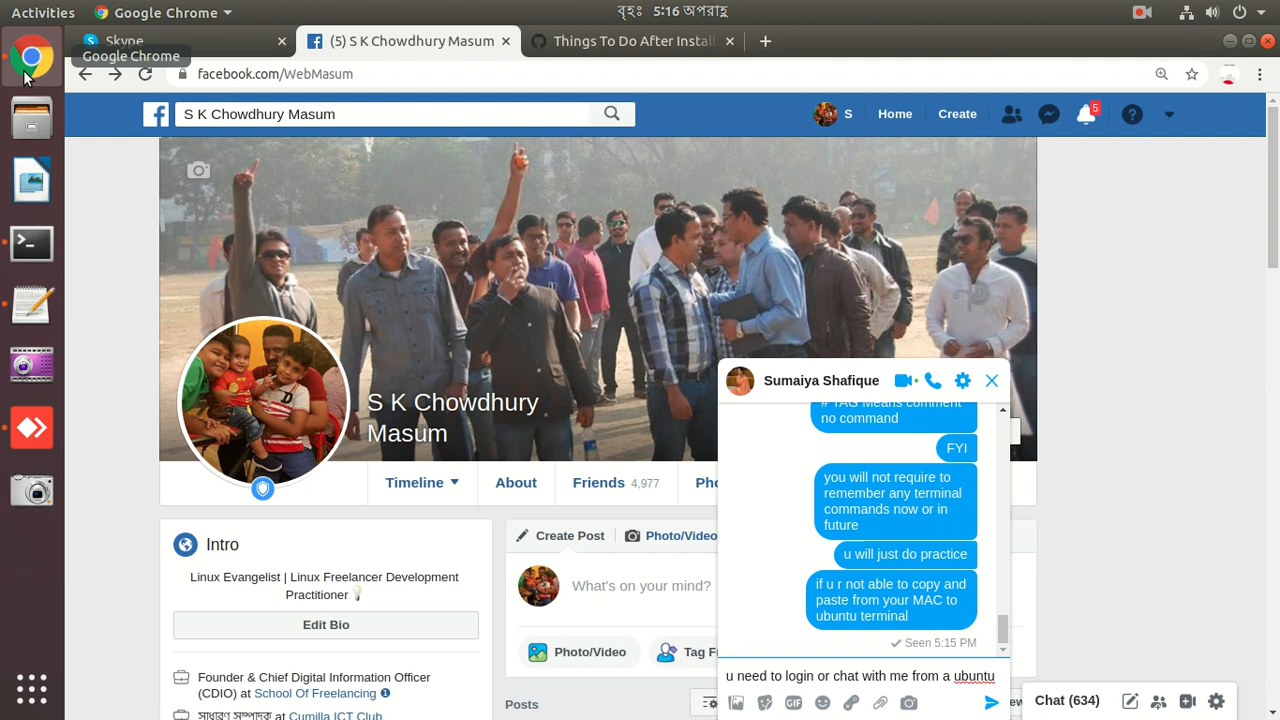 Activities
Google Chrome
বৃহঃ 5:16 অপরাহ্ণ
Skype
(5) S K Chowdhury Masum
Things To Do After Install
Google Chrome
facebook.com/WebMasum
S K Chowdhury Masum
S
Home
Create
5
S K Chowdhury
Masum
Timeline
About
Friends 4,977
Pho
Intro
Linux Evangelist | Linux Freelancer Development
Practitioner
Edit Bio
Founder & Chief Digital Information Officer
(CDIO) at School Of Freelancing
সাধারণ সম্পাদক at Cumilla ICT Club
Create Post
Photo/Video
What's on your mind?
Photo/Video
Tag Fr
Posts
Sumaiya Shafique
# TAG Means comment
no command
FYI
you will not require to
remember any terminal
commands now or in
future
u will just do practice
if u r not able to copy and
paste from your MAC to
ubuntu terminal
Seen 5:15 PM
u need to login or chat with me from a ubuntu
GIF
Chat (634)